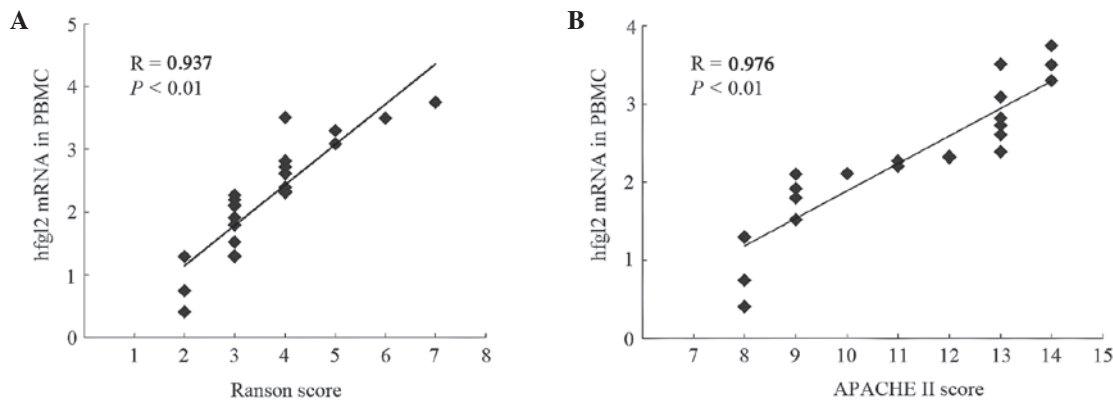 A
hfgl2 mRNA in PBMC
5
4
3
2
1
0
R = 0.937
P < 0.01
1 2 3 4 5 6 7 8
Ranson score
B
hfgl2 mRNA in PBMC
4
3
2
1
0
R = 0.976
P < 0.01
7 8 9 10 11 12 13 14 15
APACHE II score